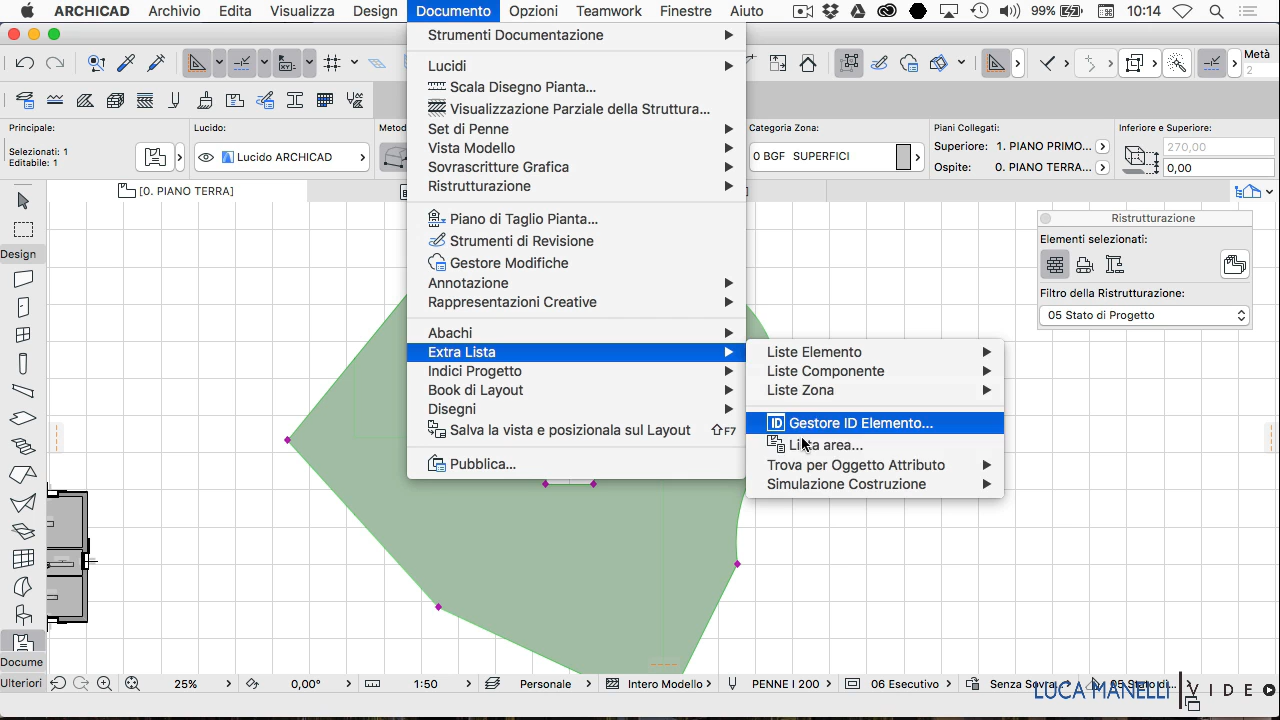 ARCHICAD Archivio Edita Visualizza Design Documento Opzioni Teamwork Finestre Aiuto 99% 10:14
Strumenti Documentazione
Lucidi
Scala Disegno Pianta...
Visualizzazione Parziale della Struttura...
Set di Penne
Vista Modello
Sovrascritture Grafica
Ristrutturazione
Piano di Taglio Pianta...
Strumenti di Revisione
Gestore Modifiche
Annotazione
Rappresentazioni Creative
Abachi
Extra Lista
Indici Progetto
Book di Layout
Disegni
Salva la vista e posizionala sul Layout ⇧F7
Pubblica...
Liste Elemento
Liste Componente
Liste Zona
ID Gestore ID Elemento...
Lista area...
Trova per Oggetto Attributo
Simulazione Costruzione
Metà
2
Principale:
Selezionati: 1
Editabile: 1
Lucido:
Lucido ARCHICAD
Metod
Categoria Zona:
0 BGF SUPERFICI
Piani Collegati:
Superiore: 1. PIANO PRIMO...
Ospite: 0. PIANO TERRA...
Inferiore e Superiore:
270,00
0,00
[0. PIANO TERRA]
Design
Docume
Ulteriori
Ristrutturazione
Elementi selezionati:
Filtro della Ristrutturazione:
05 Stato di Progetto
25% 0,00° 1:50 Personale Intero Modello PENNE I 200 06 Esecutivo Senza Sovra... 05 Stato di...
LUCA MANELLI VIDEO